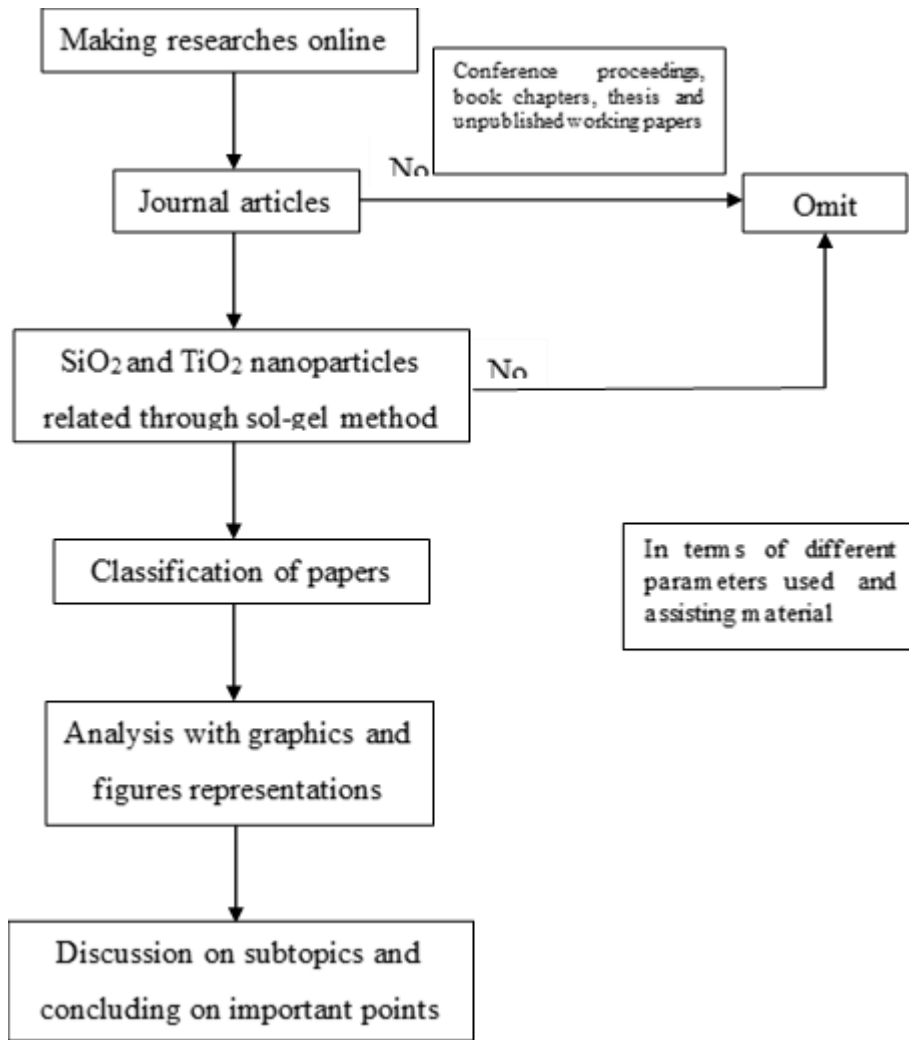 Making researches online
Conference proceedings,
book chapters, thesis and
unpublished working papers
No
Journal articles
Omit
SiO₂ and TiO₂ nanoparticles
related through sol-gel method
No
Classification of papers
In terms of different
parameters used and
assisting material
Analysis with graphics and
figures representations
Discussion on subtopics and
concluding on important points